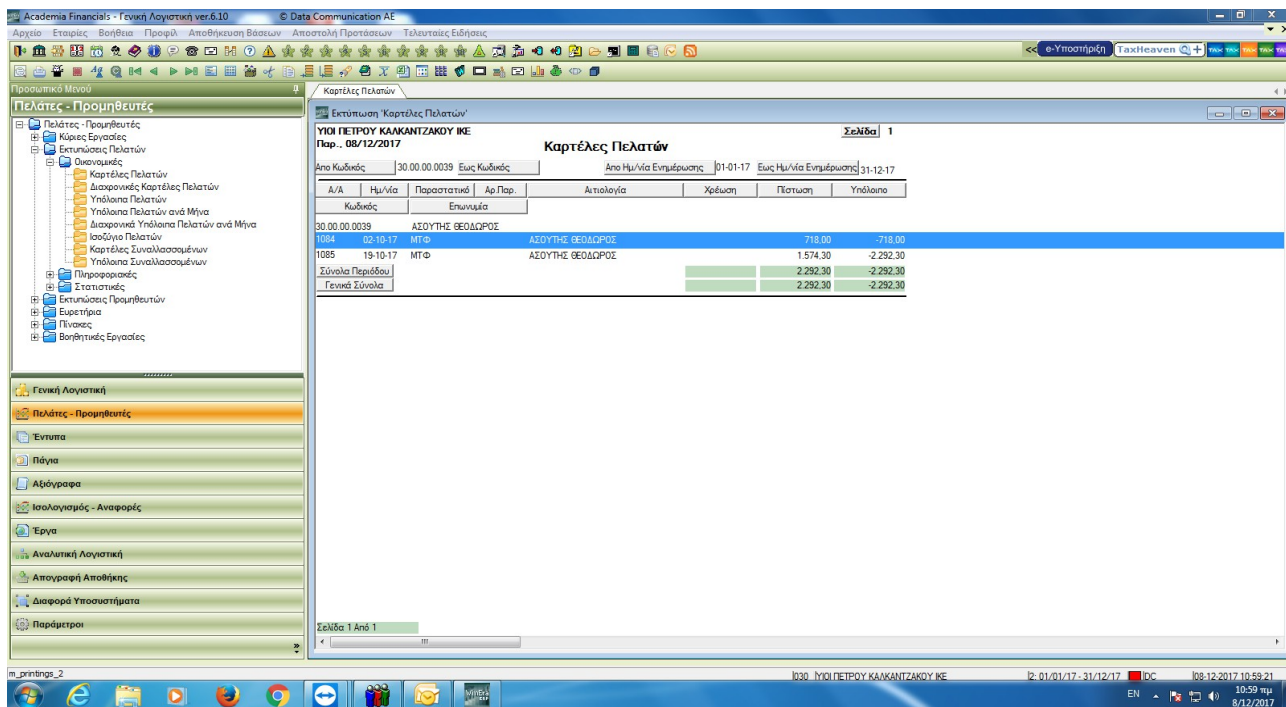 Academia Financials - Γενική Λογιστική ver.6.10 © Data Communication AE
Αρχείο Εταιρίες Βοήθεια Προφίλ Αποθήκευση Βάσεων Αποστολή Προτάσεων Τελευταίες Ειδήσεις
<< e-Υποστήριξη TaxHeaven
Προσωπικό Μενού
Καρτέλες Πελατών
Πελάτες - Προμηθευτές
Πελάτες - Προμηθευτές
Κύριες Εργασίες
Εκτυπώσεις Πελατών
Οικονομικές
Καρτέλες Πελατών
Διαχρονικές Καρτέλες Πελατών
Υπόλοιπα Πελατών
Υπόλοιπα Πελατών ανά Μήνα
Διαχρονικά Υπόλοιπα Πελατών ανά Μήνα
Ισοζύγιο Πελατών
Καρτέλες Συναλλασσομένων
Υπόλοιπα Συναλλασσομένων
Πληροφοριακές
Στατιστικές
Εκτυπώσεις Προμηθευτών
Ευρετήρια
Πίνακες
Βοηθητικές Εργασίες
Γενική Λογιστική
Πελάτες - Προμηθευτές
Έντυπα
Πάγια
Αξιόγραφα
Ισολογισμός - Αναφορές
Έργα
Αναλυτική Λογιστική
Απογραφή Αποθήκης
Διαφορά Υποσυστήματα
Παράμετροι
Εκτύπωση 'Καρτέλες Πελατών'
ΥΙΟΙ ΠΕΤΡΟΥ ΚΑΛΚΑΝΤΖΑΚΟΥ ΙΚΕ Σελίδα 1
Παρ., 08/12/2017 Καρτέλες Πελατών
Απο Κωδικός 30.00.00.0039 Εως Κωδικός Απο Ημ/νία Ενημέρωσης 01-01-17 Εως Ημ/νία Ενημέρωσης 31-12-17
Α/Α Ημ/νία Παραστατικό Αρ.Παρ. Αιτιολογία Χρέωση Πίστωση Υπόλοιπο
Κωδικός Επωνυμία
30.00.00.0039 ΑΣΟΥΤΗΣ ΘΕΟΔΩΡΟΣ
1084 02-10-17 ΜΤΦ ΑΣΟΥΤΗΣ ΘΕΟΔΩΡΟΣ 718,00 -718,00
1085 19-10-17 ΜΤΦ ΑΣΟΥΤΗΣ ΘΕΟΔΩΡΟΣ 1.574,30 -2.292,30
Σύνολα Περιόδου 2.292,30 -2.292,30
Γενικά Σύνολα 2.292,30 -2.292,30
Σελίδα 1 Από 1
m_printings_2 030 ΥΙΟΙ ΠΕΤΡΟΥ ΚΑΛΚΑΝΤΖΑΚΟΥ ΙΚΕ 2: 01/01/17 - 31/12/17 DC 08-12-2017 10:59:21
EN 10:59 πμ
8/12/2017